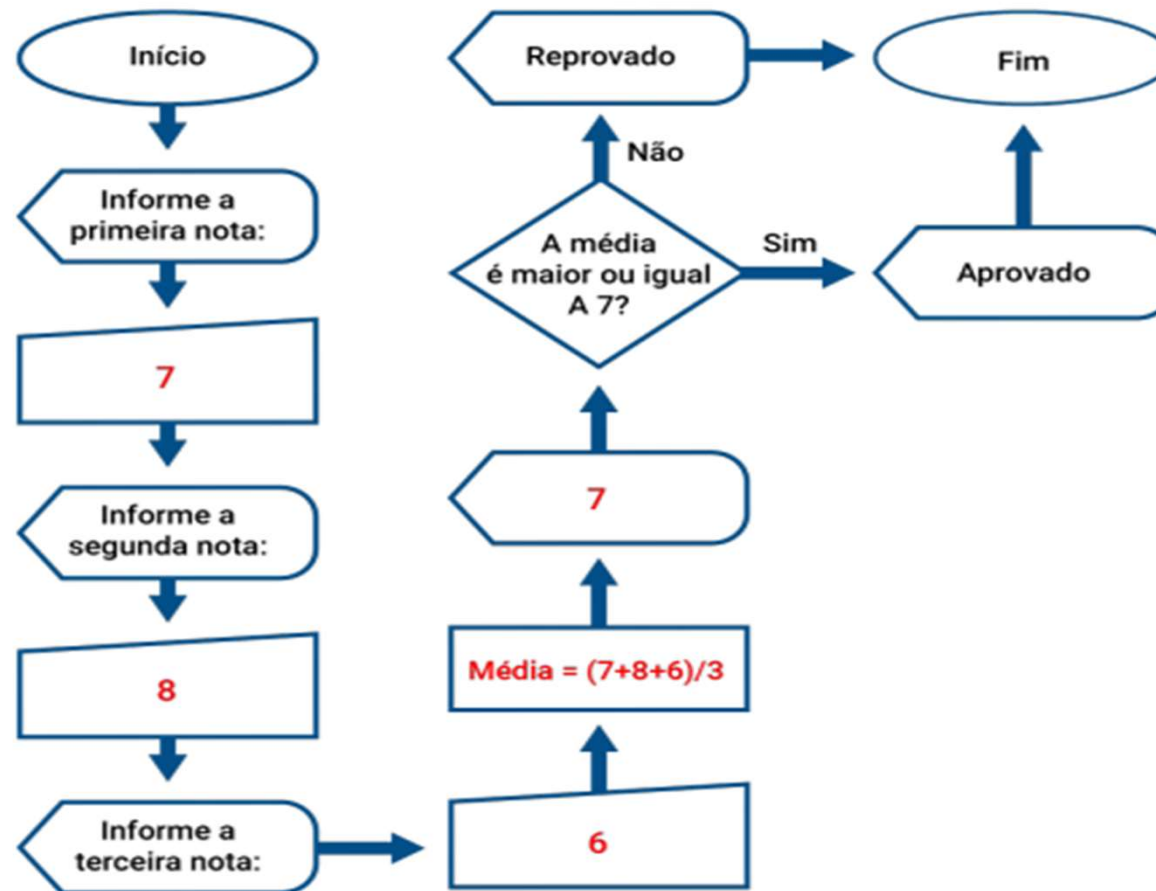 Início
Informe a
primeira nota:
7
Informe a
segunda nota:
8
Informe a
terceira nota:
6
Média = (7+8+6)/3
7
A média
é maior ou igual
A 7?
Não
Reprovado
Sim
Aprovado
Fim